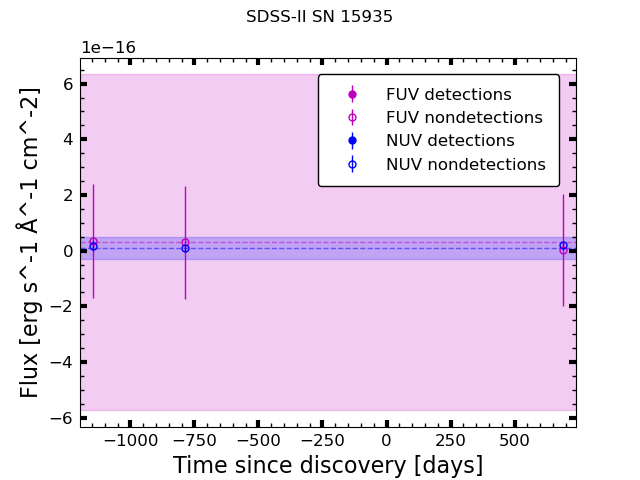 SDSS-II SN 15935
1e−16
FUV detections
FUV nondetections
NUV detections
NUV nondetections
6
4
2
0
−2
−4
−6
Flux [erg s^-1 Å^-1 cm^-2]
−1000 −750 −500 −250 0 250 500
Time since discovery [days]